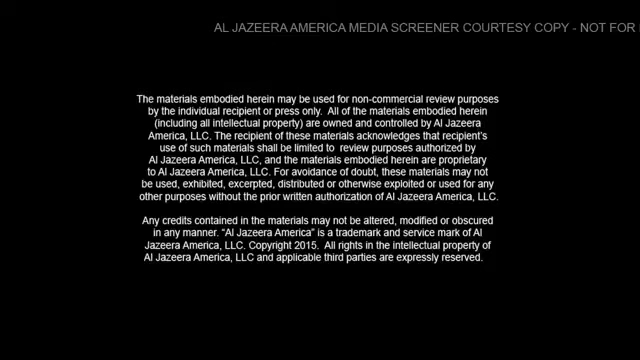 AL JAZEERA AMERICA MEDIA SCREENER COURTESY COPY - NOT FOR
The materials embodied herein may be used for non-commercial review purposes
by the individual recipient or press only.  All of the materials embodied herein
(including all intellectual property) are owned and controlled by Al Jazeera
America, LLC. The recipient of these materials acknowledges that recipient's
use of such materials shall be limited to  review purposes authorized by
Al Jazeera America, LLC, and the materials embodied herein are proprietary
to Al Jazeera America, LLC. For avoidance of doubt, these materials may not
be used, exhibited, excerpted, distributed or otherwise exploited or used for any
other purposes without the prior written authorization of Al Jazeera America, LLC.
Any credits contained in the materials may not be altered, modified or obscured
in any manner. “Al Jazeera America” is a trademark and service mark of Al
Jazeera America, LLC. Copyright 2015.  All rights in the intellectual property of
Al Jazeera America, LLC and applicable third parties are expressly reserved.